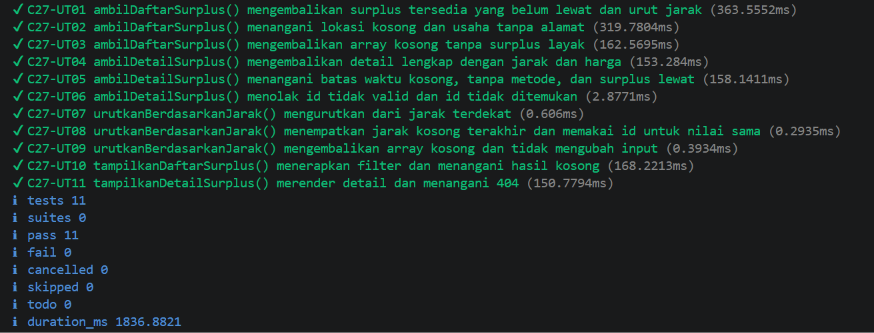 ✓ C27-UT01 ambilDaftarSurplus() mengembalikan surplus tersedia yang belum lewat dan urut jarak (363.5552ms)
✓ C27-UT02 ambilDaftarSurplus() menangani lokasi kosong dan usaha tanpa alamat (319.7804ms)
✓ C27-UT03 ambilDaftarSurplus() mengembalikan array kosong tanpa surplus layak (162.5695ms)
✓ C27-UT04 ambilDetailSurplus() mengembalikan detail lengkap dengan jarak dan harga (153.284ms)
✓ C27-UT05 ambilDetailSurplus() menangani batas waktu kosong, tanpa metode, dan surplus lewat (158.1411ms)
✓ C27-UT06 ambilDetailSurplus() menolak id tidak valid dan id tidak ditemukan (2.8771ms)
✓ C27-UT07 urutkanBerdasarkanJarak() mengurutkan dari jarak terdekat (0.606ms)
✓ C27-UT08 urutkanBerdasarkanJarak() menempatkan jarak kosong terakhir dan memakai id untuk nilai sama (0.2935ms)
✓ C27-UT09 urutkanBerdasarkanJarak() mengembalikan array kosong dan tidak mengubah input (0.3934ms)
✓ C27-UT10 tampilkanDaftarSurplus() menerapkan filter dan menangani hasil kosong (168.2213ms)
✓ C27-UT11 tampilkanDetailSurplus() merender detail dan menangani 404 (150.7794ms)
ℹ tests 11
ℹ suites 0
ℹ pass 11
ℹ fail 0
ℹ cancelled 0
ℹ skipped 0
ℹ todo 0
ℹ duration_ms 1836.8821